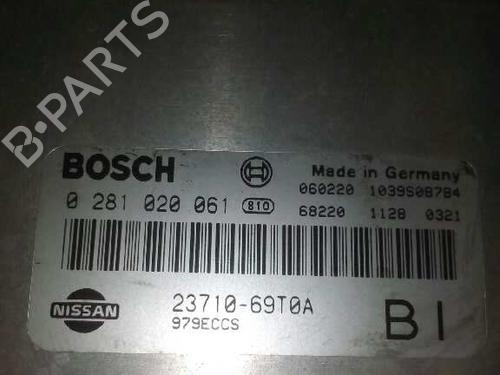 B-PARTS
BOSCH Made in Germany
060220 1039S08784
0 281 020 061 810 68220 1128 0321
NISSAN 23710-69T0A BI
979ECCS